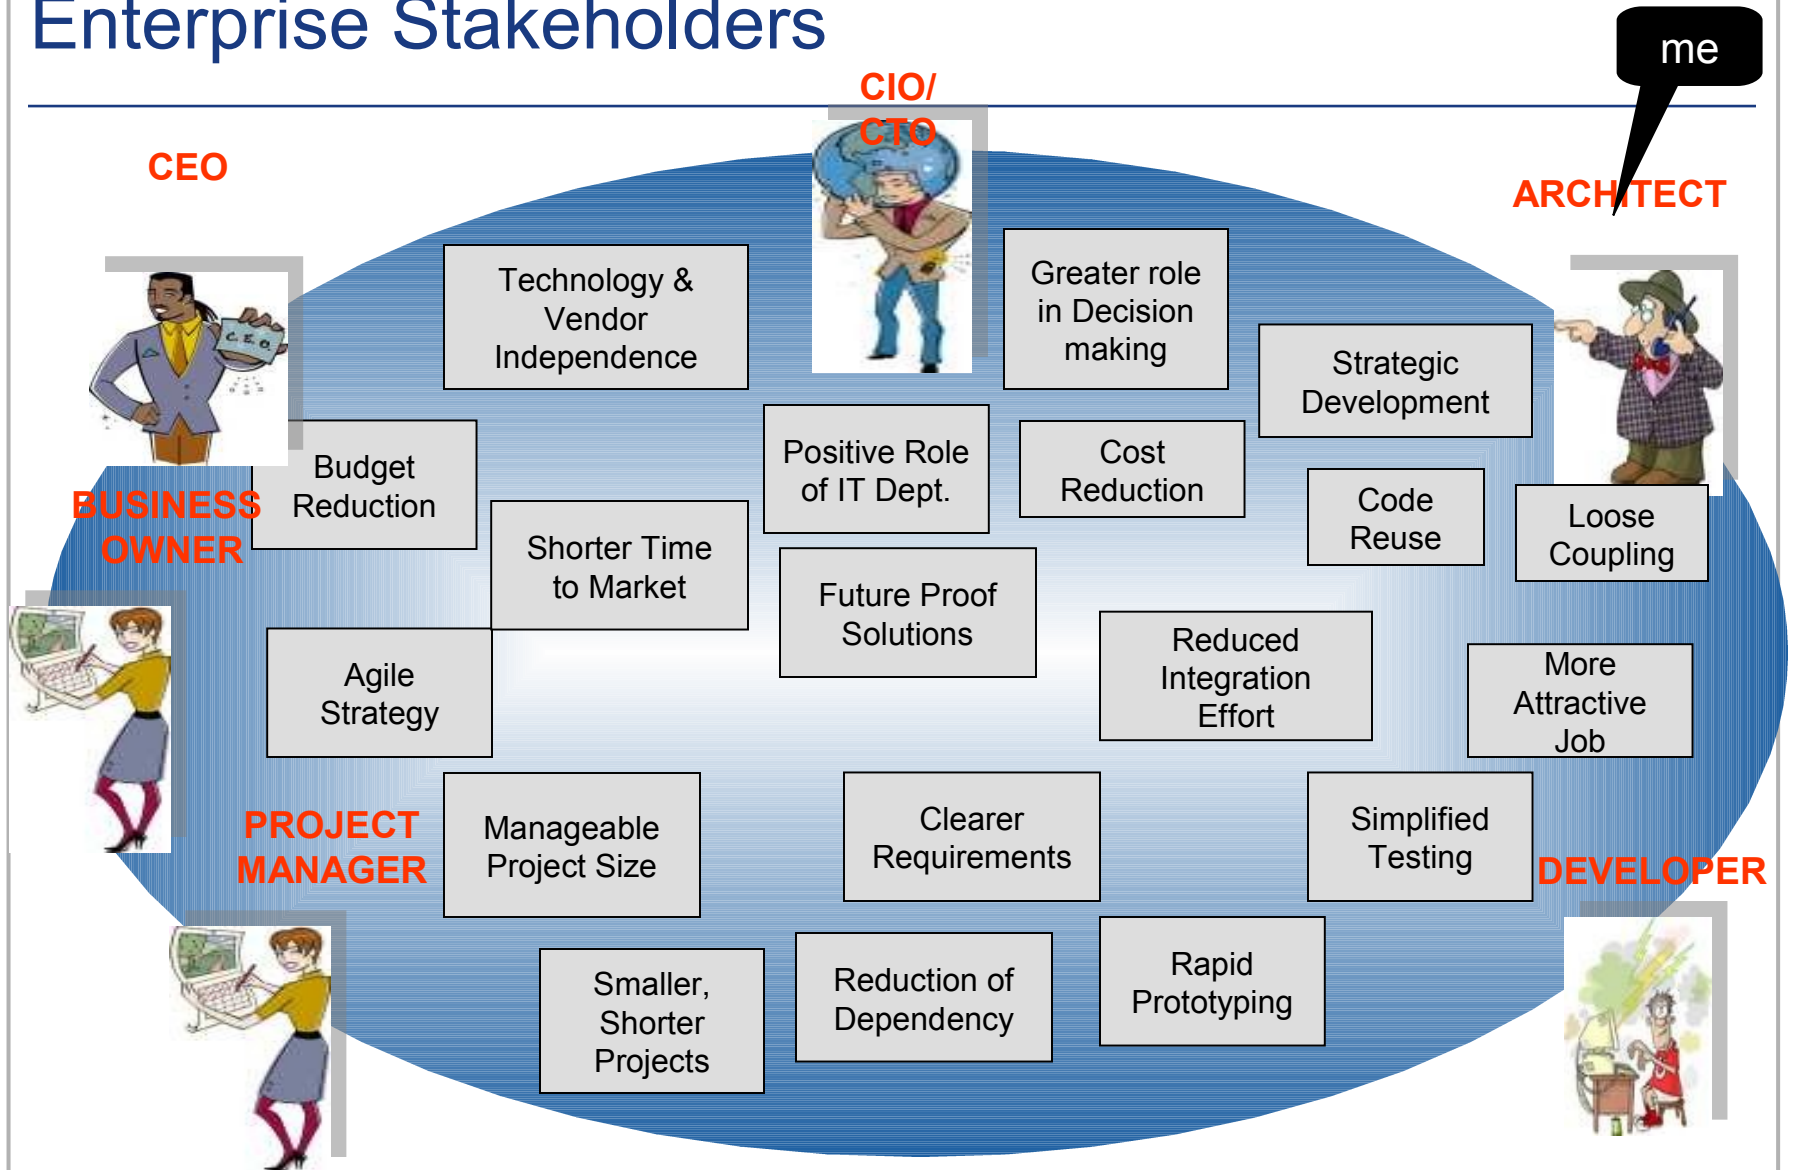 Enterprise Stakeholders
me
CIO/
CTO
CEO
ARCHITECT
C.E.O.
Technology &
Vendor
Independence
Greater role
in Decision
making
Strategic
Development
Budget
Reduction
Positive Role
of IT Dept.
Cost
Reduction
Code
Reuse
Loose
Coupling
BUSINESS
OWNER
Shorter Time
to Market
Future Proof
Solutions
Agile
Strategy
Reduced
Integration
Effort
More
Attractive
Job
PROJECT
MANAGER
Manageable
Project Size
Clearer
Requirements
Simplified
Testing
DEVELOPER
Smaller,
Shorter
Projects
Reduction of
Dependency
Rapid
Prototyping